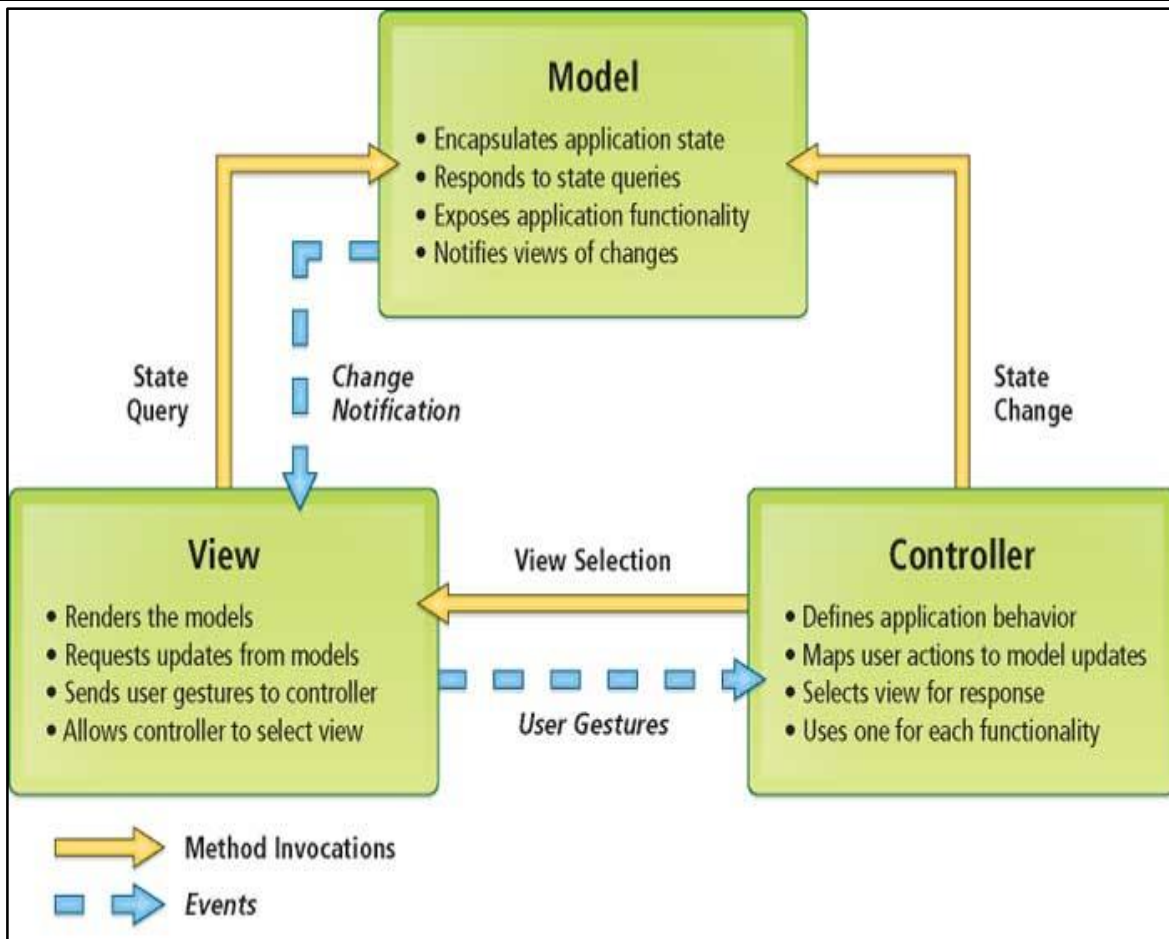 Model
• Encapsulates application state
• Responds to state queries
• Exposes application functionality
• Notifies views of changes
State
Query
Change
Notification
State
Change
View
• Renders the models
• Requests updates from models
• Sends user gestures to controller
• Allows controller to select view
View Selection
User Gestures
Controller
• Defines application behavior
• Maps user actions to model updates
• Selects view for response
• Uses one for each functionality
Method Invocations
Events